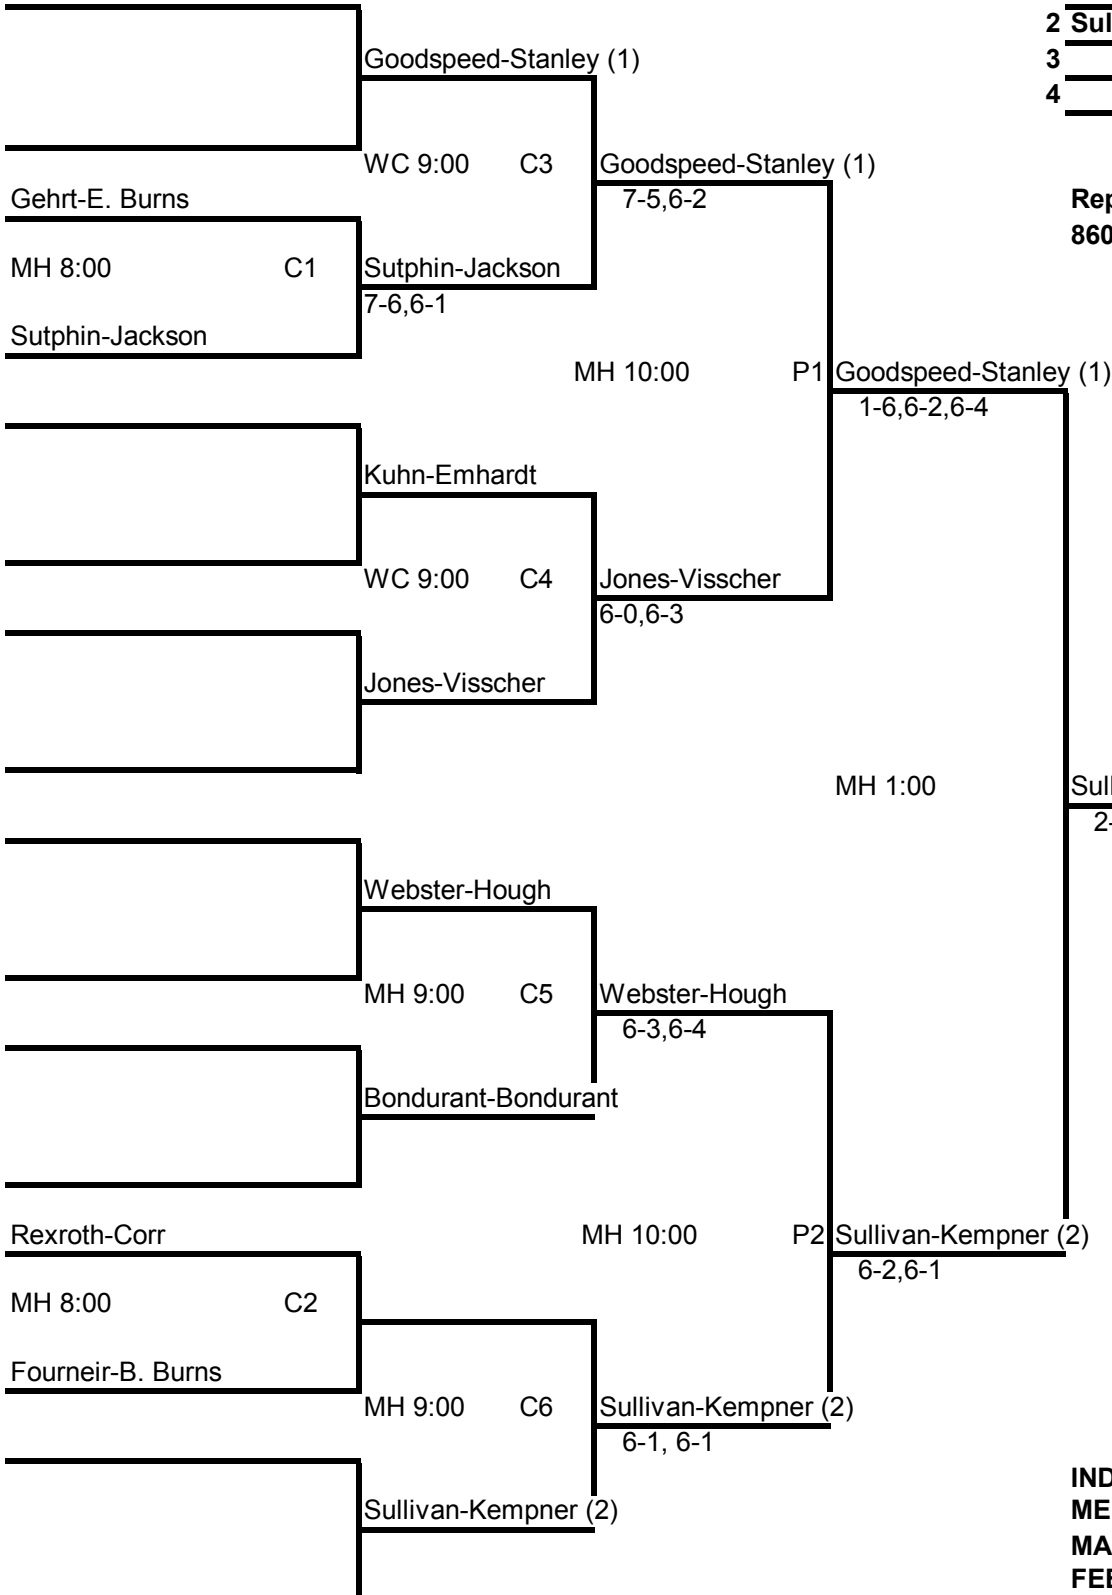 2 Sul
3
Goodspeed-Stanley (1)
4
WC 9:00 C3 Goodspeed-Stanley (1)
Gehrt-E. Burns 7-5,6-2 Rep
860
MH 8:00 C1 Sutphin-Jackson
7-6,6-1
Sutphin-Jackson
MH 10:00 P1 Goodspeed-Stanley (1)
1-6,6-2,6-4
Kuhn-Emhardt
WC 9:00 C4 Jones-Visscher
6-0,6-3
Jones-Visscher
MH 1:00 Sull
2-
Webster-Hough
MH 9:00 C5 Webster-Hough
6-3,6-4
Bondurant-Bondurant
Rexroth-Corr MH 10:00 P2 Sullivan-Kempner (2)
6-2,6-1
MH 8:00 C2
Fourneir-B. Burns
MH 9:00 C6 Sullivan-Kempner (2)
6-1, 6-1
IND
Sullivan-Kempner (2)
ME
MA
FEE